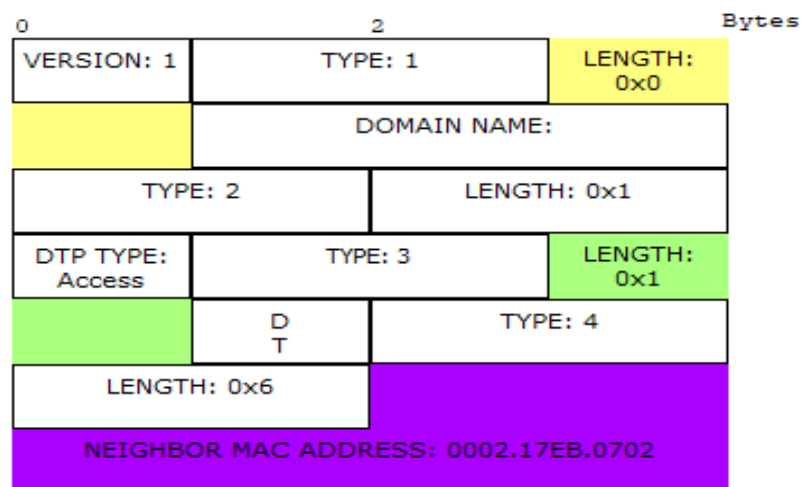 0 2 Bytes
VERSION: 1 TYPE: 1 LENGTH:
0x0
DOMAIN NAME:
TYPE: 2 LENGTH: 0x1
DTP TYPE: TYPE: 3 LENGTH:
Access 0x1
D TYPE: 4
T
LENGTH: 0x6
NEIGHBOR MAC ADDRESS: 0002.17EB.0702